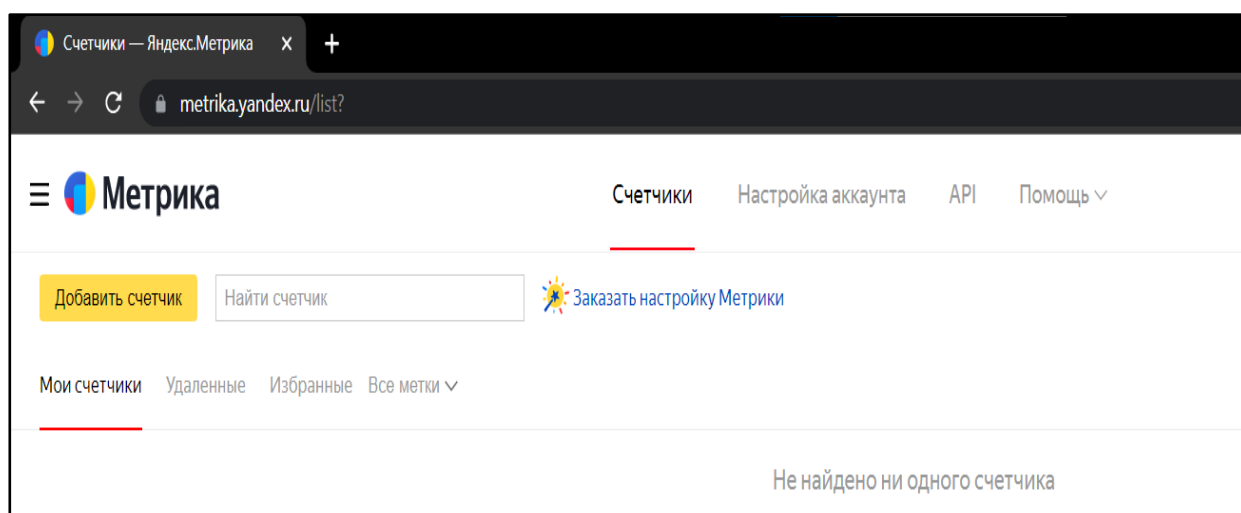 Счетчики — Яндекс.Метрика
metrika.yandex.ru/list?
Метрика
Счетчики Настройка аккаунта API Помощь
Добавить счетчик Найти счетчик Заказать настройку Метрики
Мои счетчики Удаленные Избранные Все метки
Не найдено ни одного счетчика